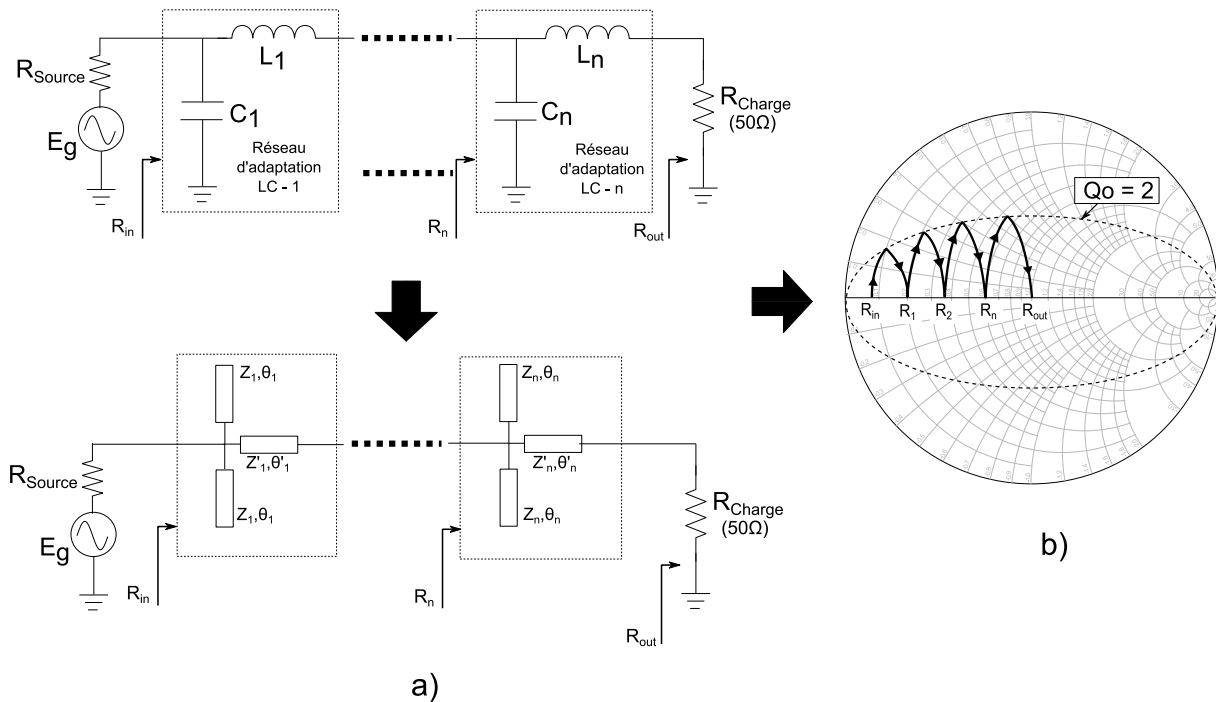 R_Source
E_g
C_1
L_1
Réseau
d'adaptation
LC - 1
R_in
C_n
L_n
Réseau
d'adaptation
LC - n
R_n
R_out
R_Charge
(50Ω)
Z_1,θ_1
Z'_1,θ'_1
Z_1,θ_1
R_Source
E_g
R_in
Z_n,θ_n
Z'_n,θ'_n
Z_n,θ_n
R_n
R_out
R_Charge
(50Ω)
a)
Qo = 2
R_in R_1 R_2 R_n R_out
b)